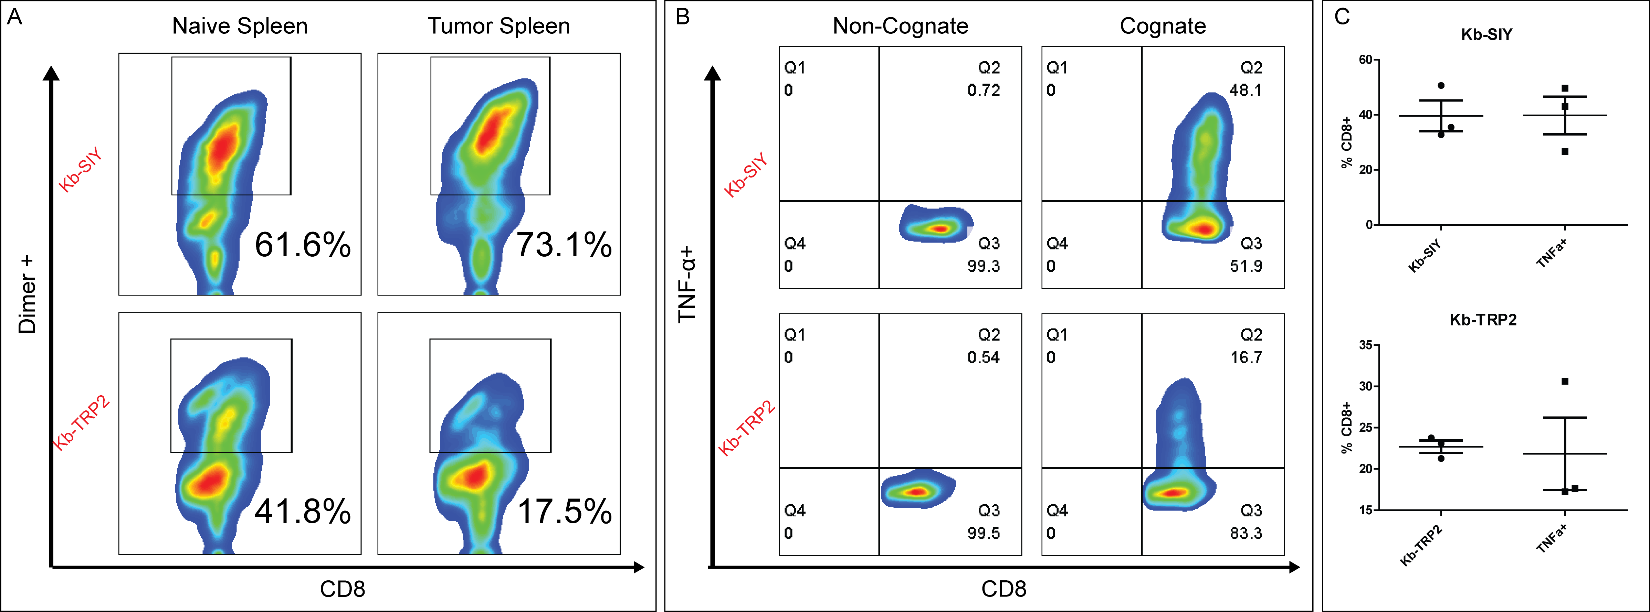 A
Naive Spleen
Tumor Spleen
Dimer +
Kb-SIY
61.6%
73.1%
Kb-TRP2
41.8%
17.5%
CD8
B
Non-Cognate
Cognate
TNF-α+
Kb-SIY
Q1
0
Q2
0.72
Q4
0
Q3
99.3
Q1
0
Q2
48.1
Q4
0
Q3
51.9
Kb-TRP2
Q1
0
Q2
0.54
Q4
0
Q3
99.5
Q1
0
Q2
16.7
Q4
0
Q3
83.3
CD8
C
Kb-SIY
% CD8+
60
40
20
0
Kb-SIY
TNFa+
Kb-TRP2
% CD8+
35
30
25
20
15
Kb-TRP2
TNFa+